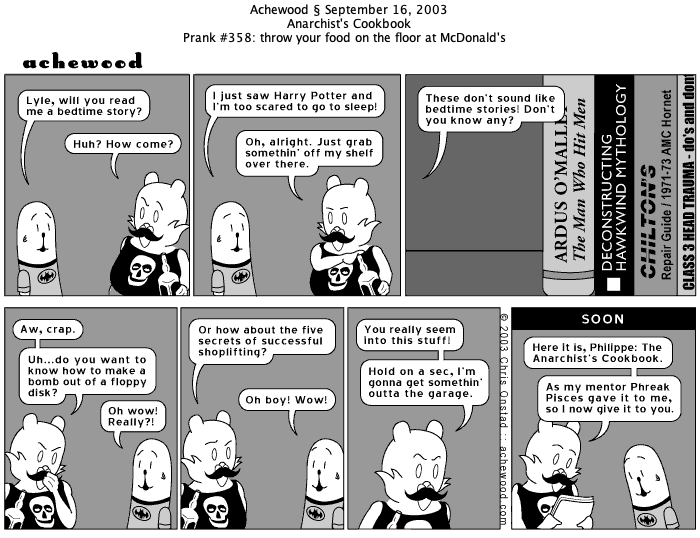 Achewood § September 16, 2003
Anarchist's Cookbook
Prank #358: throw your food on the floor at McDonald's
achewood
Lyle, will you read
me a bedtime story?
Huh? How come?
I just saw Harry Potter and
I'm too scared to go to sleep!
Oh, alright. Just grab
somethin' off my shelf
over there.
These don't sound like
bedtime stories! Don't
you know any?
ARDUS O'MALLEY
The Man Who Hit Men
DECONSTRUCTING
HAWKWIND MYTHOLOGY
CHILTON'S
Repair Guide / 1971-73 AMC Hornet
CLASS 3 HEAD TRAUMA - do's and don
Aw, crap.
Uh...do you want to
know how to make a
bomb out of a floppy
disk?
Oh wow!
Really?!
Or how about the five
secrets of successful
shoplifting?
Oh boy! Wow!
You really seem
into this stuff!
Hold on a sec, I'm
gonna get somethin'
outta the garage.
© 2003 Chris Onstad :: achewood.com
SOON
Here it is, Philippe: The
Anarchist's Cookbook.
As my mentor Phreak
Pisces gave it to me,
so I now give it to you.